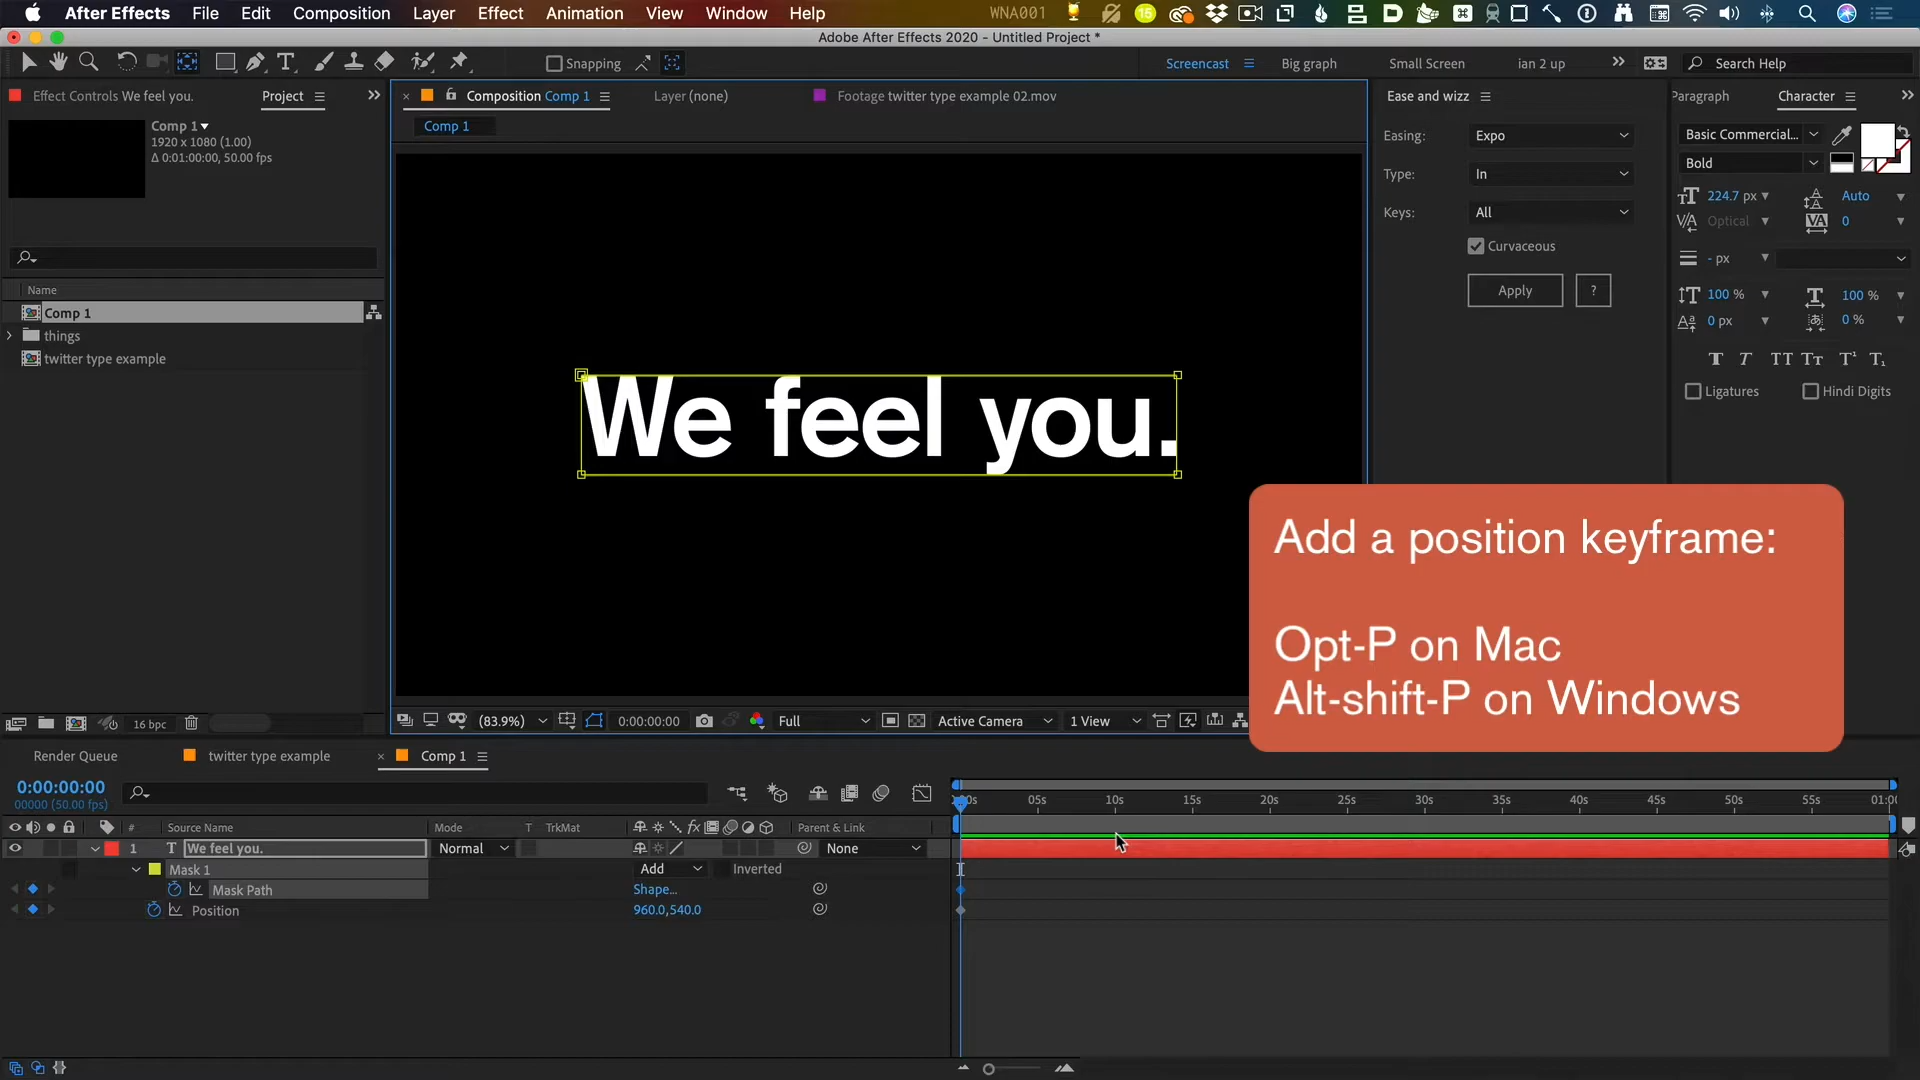 After Effects File Edit Composition Layer Effect Animation View Window Help WNA001 15
Adobe After Effects 2020 - Untitled Project *
Snapping
Screencast Big graph Small Screen ian 2 up Search Help
Effect Controls We feel you. Project
Composition Comp 1 Layer (none) Footage twitter type example 02.mov
Ease and wizz
Paragraph Character
Comp 1
1920 x 1080 (1.00)
Δ 0:01:00:00, 50.00 fps
Comp 1
Easing: Expo
Type: In
Keys: All
Curvaceous
Apply ?
Basic Commercial...
Bold
224.7 px Auto
Optical 0
- px
100 % 100 %
0 px 0 %
T T TT Tт T¹ T₁
Ligatures Hindi Digits
Name
Comp 1
things
twitter type example
We feel you.
Add a position keyframe:
Opt-P on Mac
Alt-shift-P on Windows
16 bpc
(83.9%) 0:00:00:00 Full Active Camera 1 View
Render Queue twitter type example Comp 1
0:00:00:00
00000 (50.00 fps)
05s 10s 15s 20s 25s 30s 35s 40s 45s 50s 55s 01:00
# Source Name Mode T TrkMat Parent & Link
1 T We feel you. Normal None
Mask 1 Add Inverted
Mask Path Shape...
Position 960.0,540.0